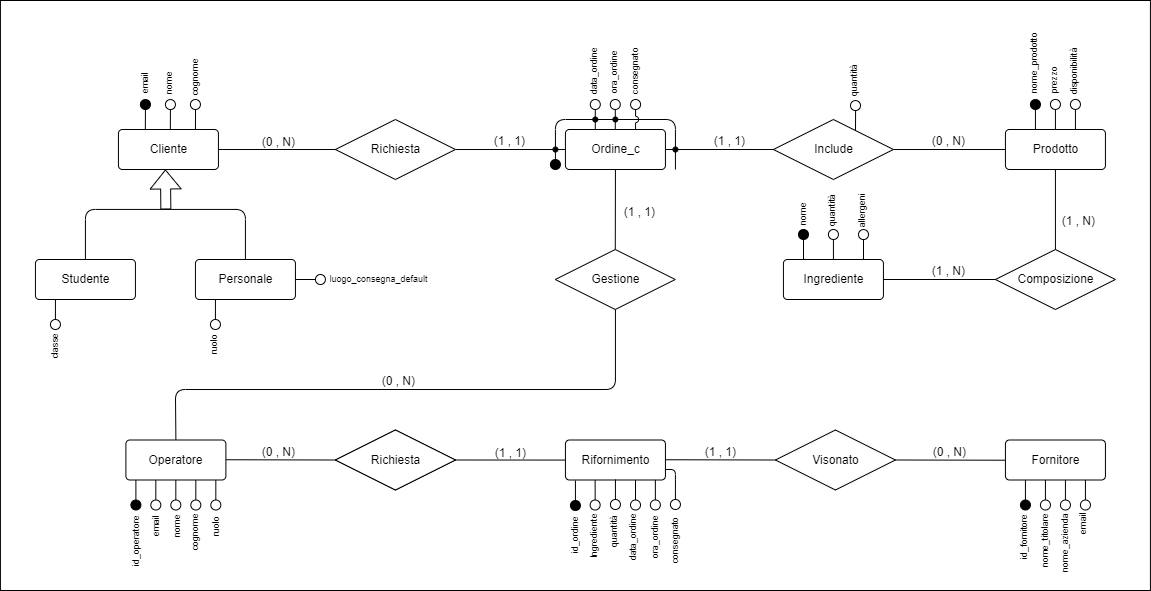 email
nome
cognome
data_ordine
ora_ordine
consegnato
quantità
nome_prodotto
prezzo
disponibilità
Cliente
(0 , N)
Richiesta
(1 , 1)
Ordine_c
(1 , 1)
Include
(0 , N)
Prodotto
(1 , 1)
nome
quantità
allergeni
(1 , N)
Studente
Personale
luogo_consegna_default
Gestione
Ingrediente
(1 , N)
Composizione
classe
ruolo
(0 , N)
Operatore
(0 , N)
Richiesta
(1 , 1)
Rifornimento
(1 , 1)
Visonato
(0 , N)
Fornitore
id_operatore
email
nome
cognome
ruolo
id_ordine
Ingrediente
quantità
data_ordine
ora_ordine
consegnato
id_fornitore
nome_titolare
nome_azienda
email